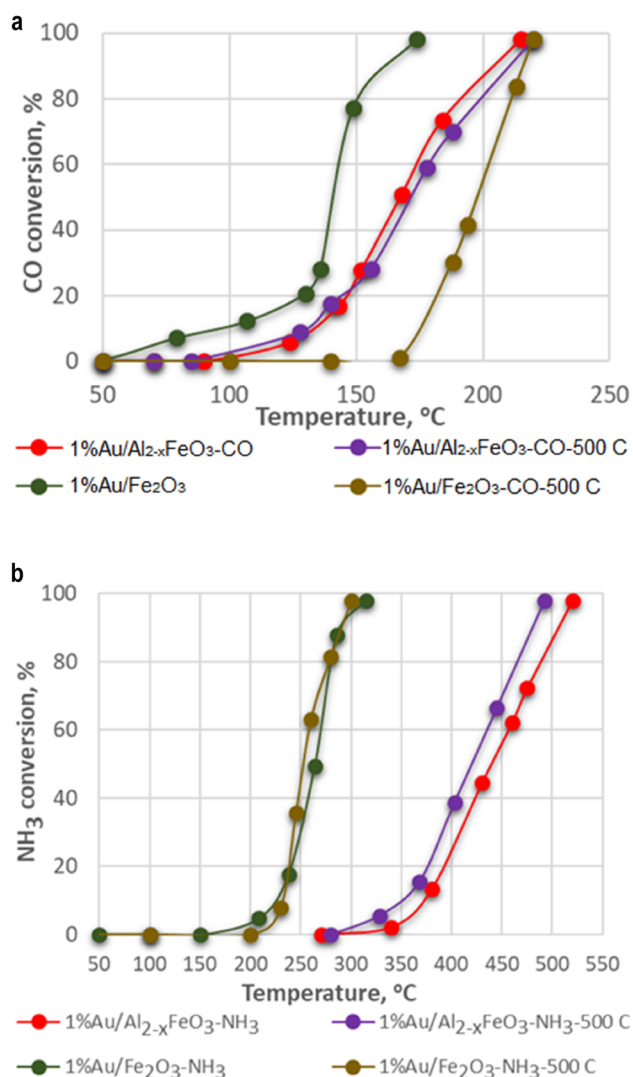 a
100
80
60
40
20
0
CO conversion, %
50 100 150 200 250
Temperature, °C
1%Au/Al₂₋ₓFeO₃-CO 1%Au/Al₂₋ₓFeO₃-CO-500 C
1%Au/Fe₂O₃ 1%Au/Fe₂O₃-CO-500 C
b
100
80
60
40
20
0
NH₃ conversion, %
50 100 150 200 250 300 350 400 450 500 550
Temperature, °C
1%Au/Al₂₋ₓFeO₃-NH₃ 1%Au/Al₂₋ₓFeO₃-NH₃-500 C
1%Au/Fe₂O₃-NH₃ 1%Au/Fe₂O₃-NH₃-500 C